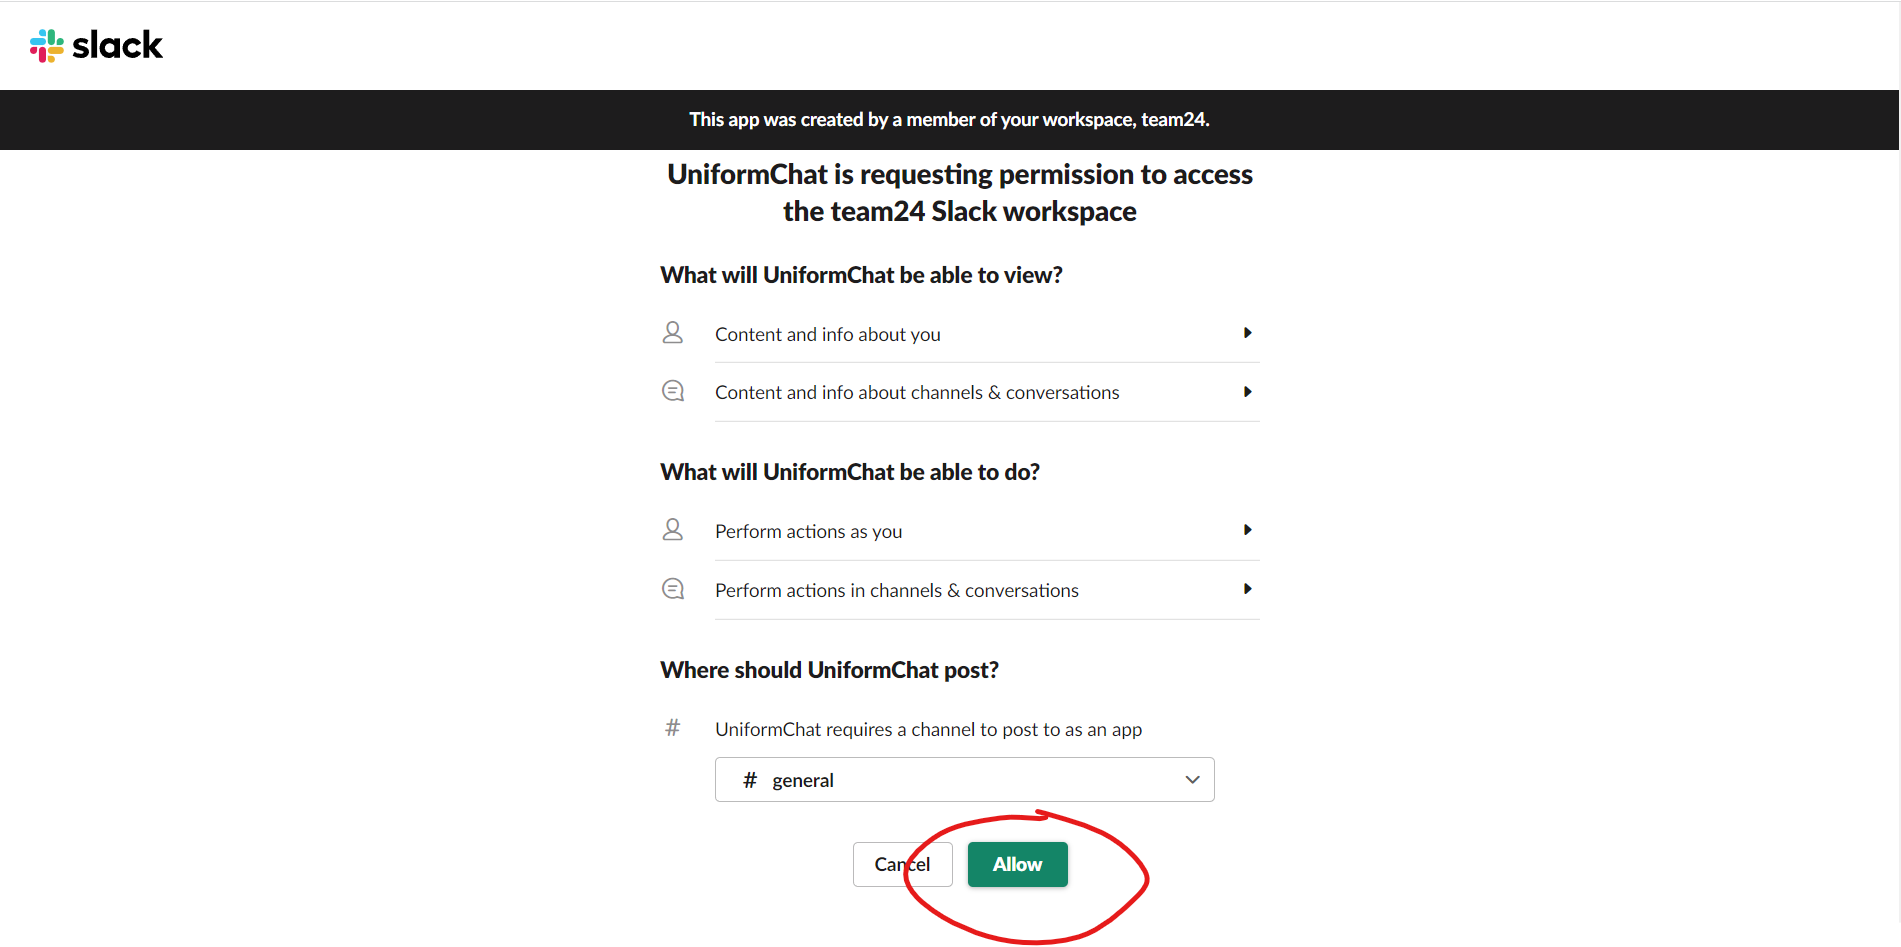 slack
This app was created by a member of your workspace, team24.
UniformChat is requesting permission to access
the team24 Slack workspace
What will UniformChat be able to view?
Content and info about you
Content and info about channels & conversations
What will UniformChat be able to do?
Perform actions as you
Perform actions in channels & conversations
Where should UniformChat post?
# UniformChat requires a channel to post to as an app
# general
Cancel Allow